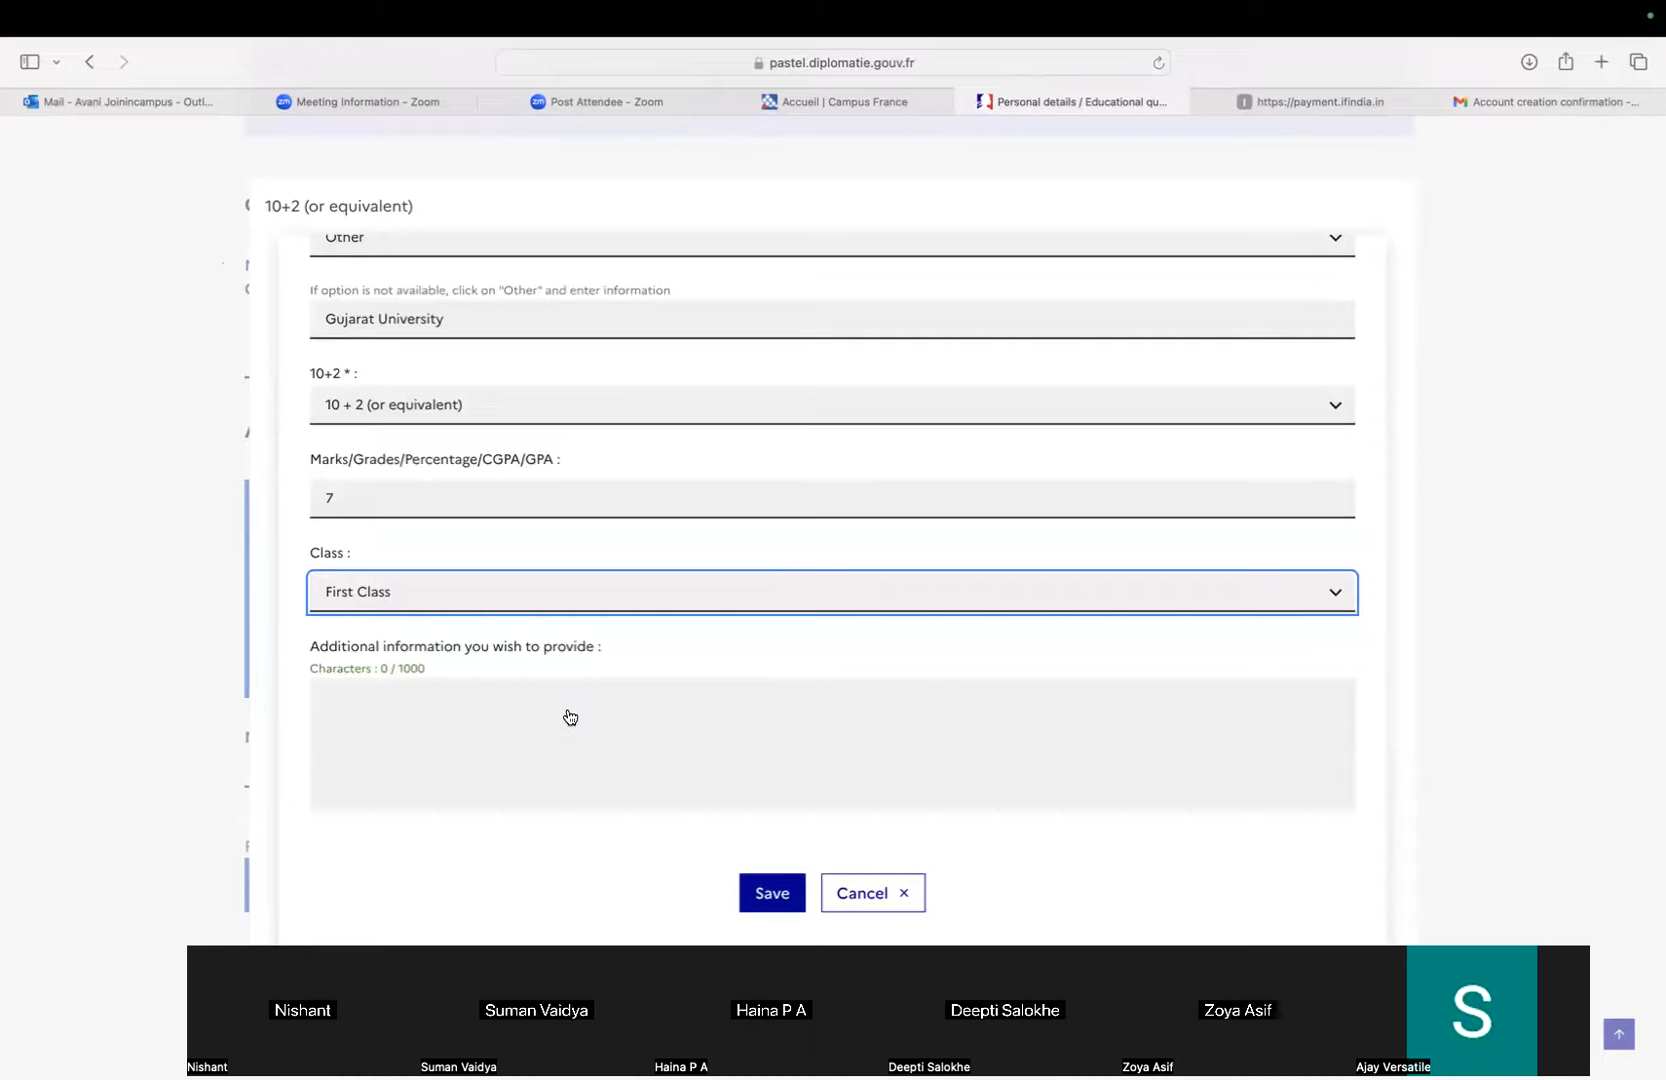 pastel.diplomatie.gouv.fr
Mail - Avani Joinincampus - Outl...
Meeting Information - Zoom
Post Attendee - Zoom
Accueil | Campus France
Personal details / Educational qu...
https://payment.ifindia.in
Account creation confirmation -...
10+2 (or equivalent)
Other
If option is not available, click on "Other" and enter information
Gujarat University
10+2 * :
10 + 2 (or equivalent)
Marks/Grades/Percentage/CGPA/GPA :
7
Class :
First Class
Additional information you wish to provide :
Characters : 0 / 1000
Save
Cancel ×
Nishant
Suman Vaidya
Haina P A
Deepti Salokhe
Zoya Asif
S
Nishant
Suman Vaidya
Haina P A
Deepti Salokhe
Zoya Asif
Ajay Versatile